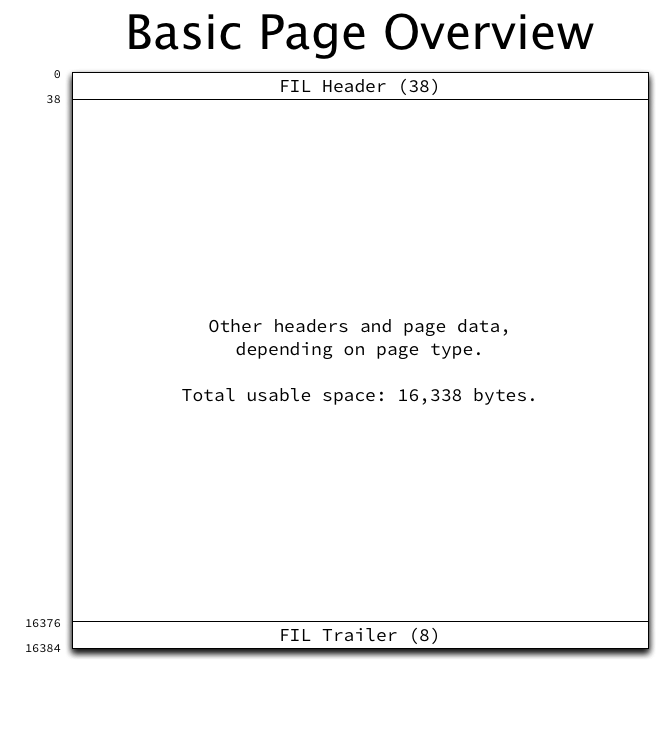 Basic Page Overview
0
FIL Header (38)
38
Other headers and page data,
depending on page type.
Total usable space: 16,338 bytes.
16376
FIL Trailer (8)
16384